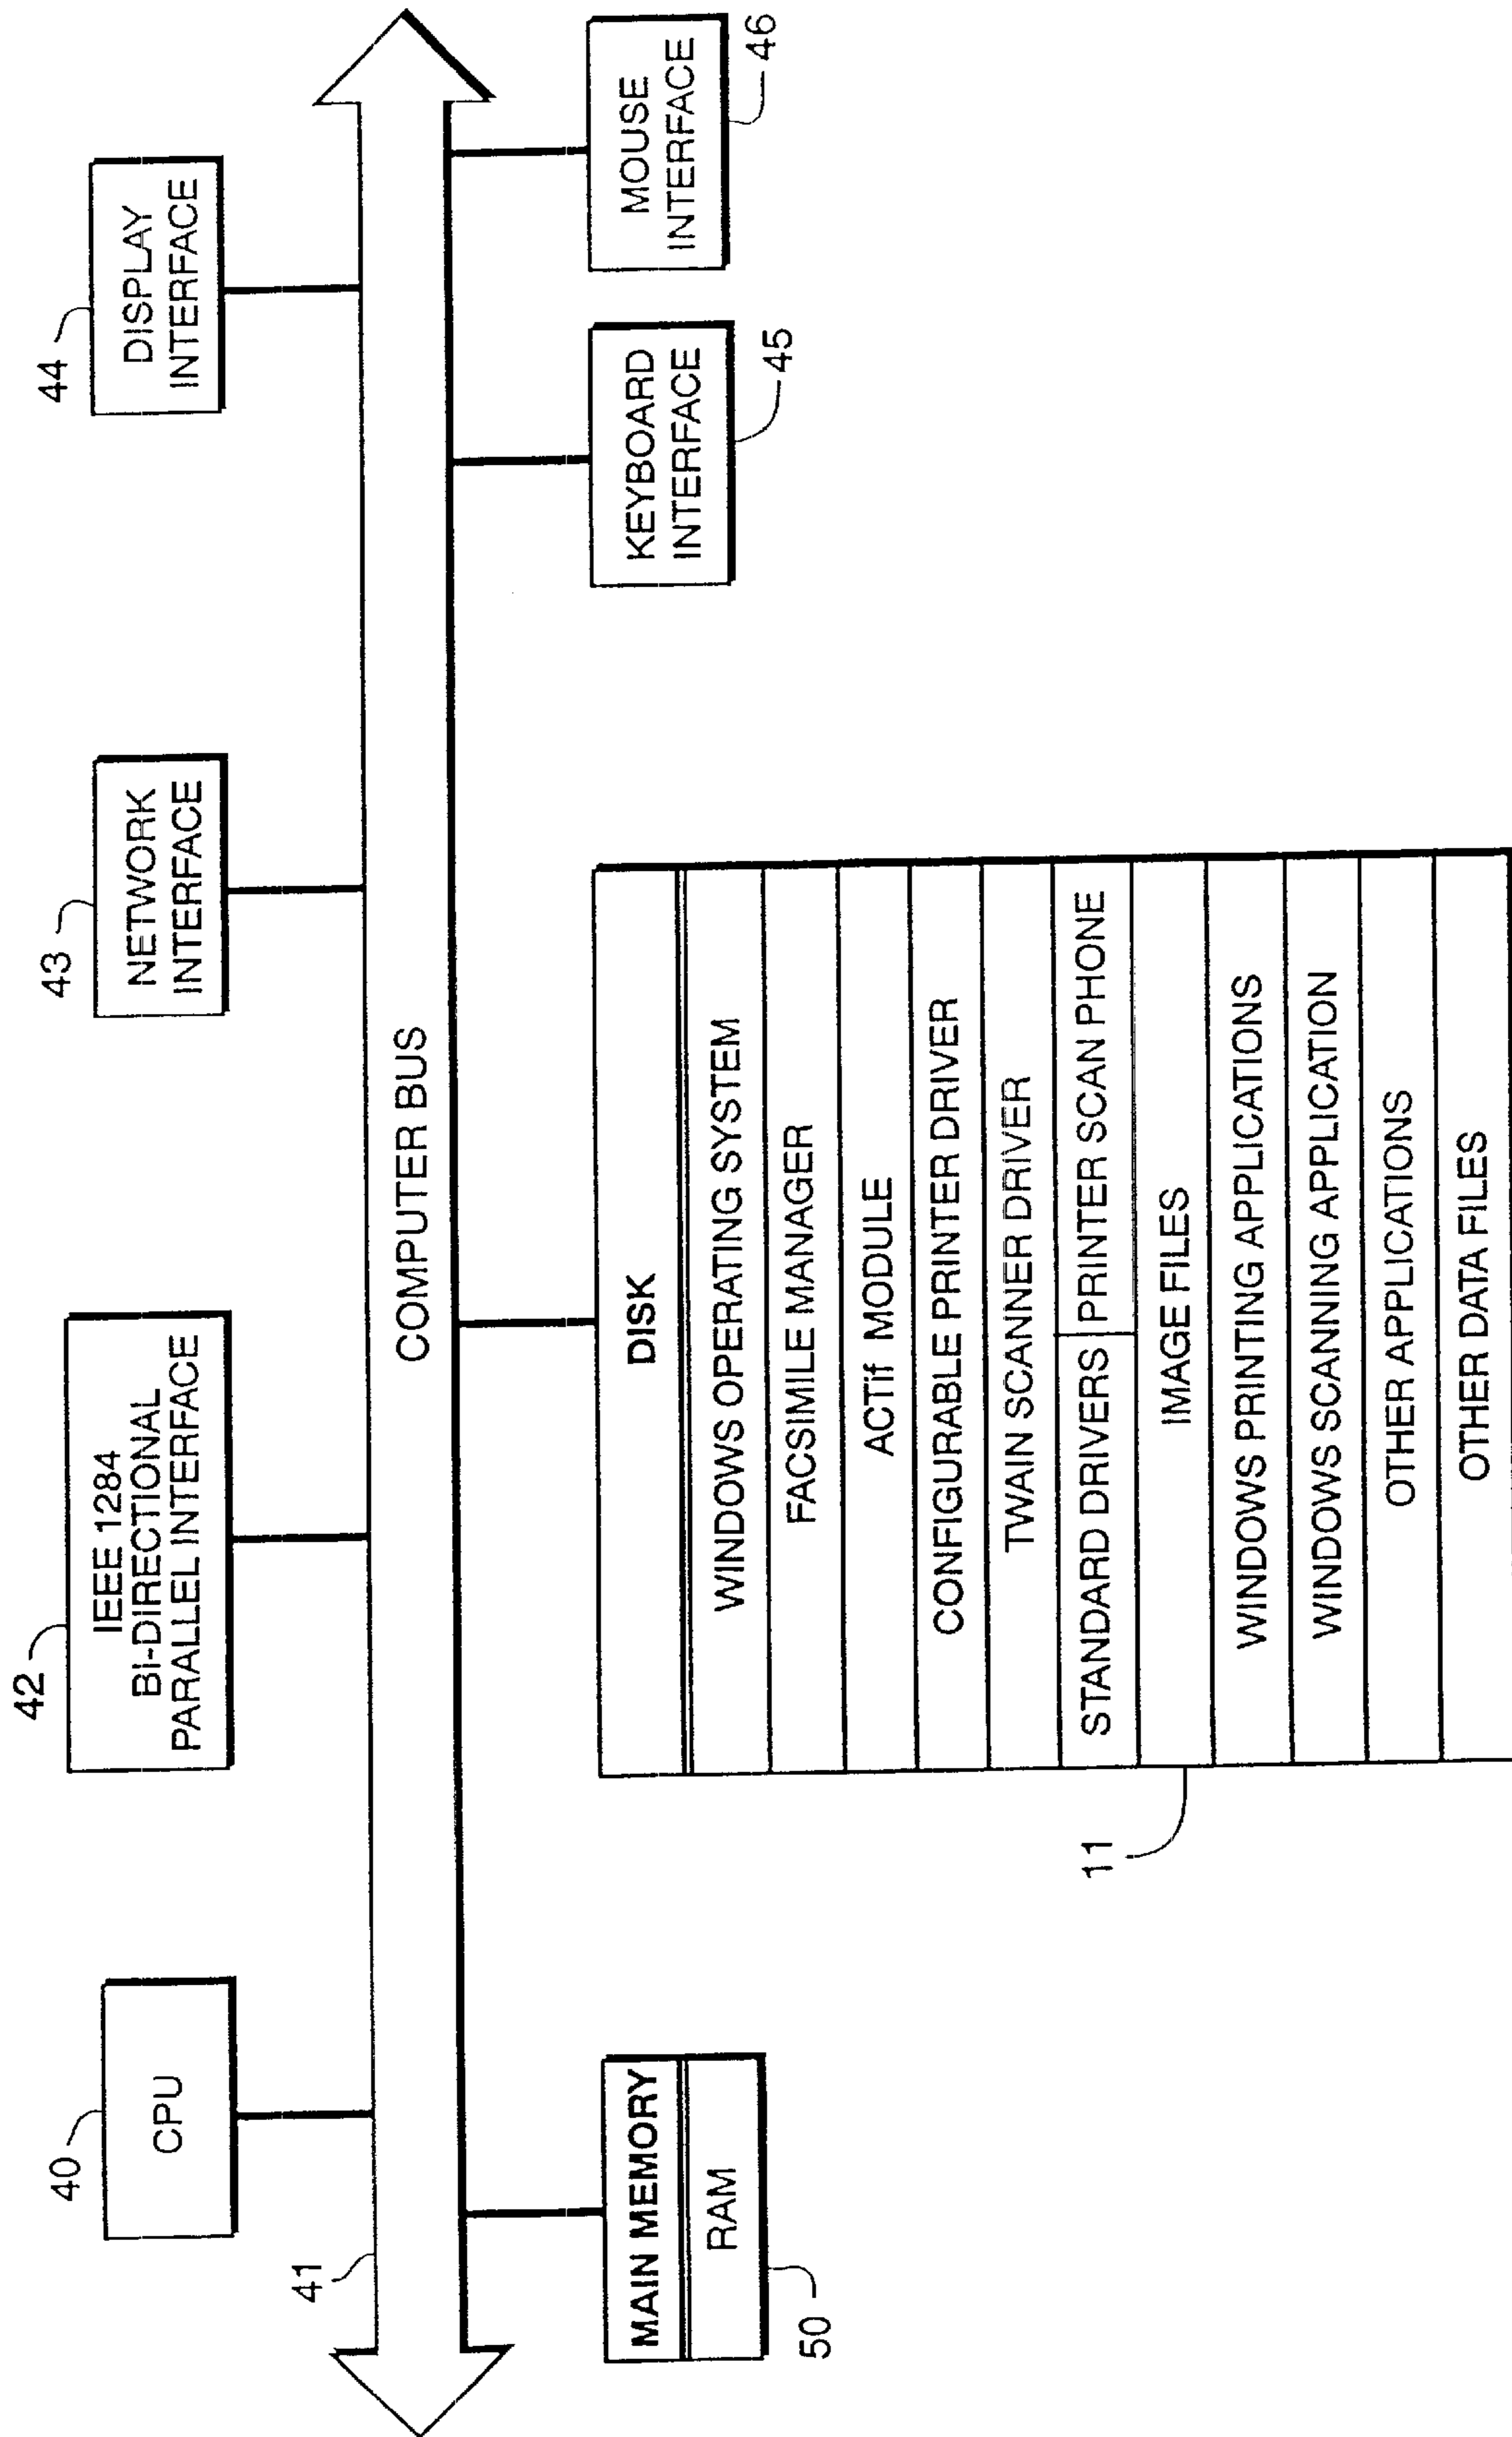 40
CPU
42
IEEE 1284
BI-DIRECTIONAL
PARALLEL INTERFACE
43
NETWORK
INTERFACE
44
DISPLAY
INTERFACE
41
COMPUTER BUS
MAIN MEMORY
RAM
50
DISK
WINDOWS OPERATING SYSTEM
FACSIMILE MANAGER
ACTif MODULE
CONFIGURABLE PRINTER DRIVER
TWAIN SCANNER DRIVER
STANDARD DRIVERS PRINTER SCAN PHONE
IMAGE FILES
WINDOWS PRINTING APPLICATIONS
WINDOWS SCANNING APPLICATION
OTHER APPLICATIONS
OTHER DATA FILES
11
KEYBOARD
INTERFACE
45
MOUSE
INTERFACE
46